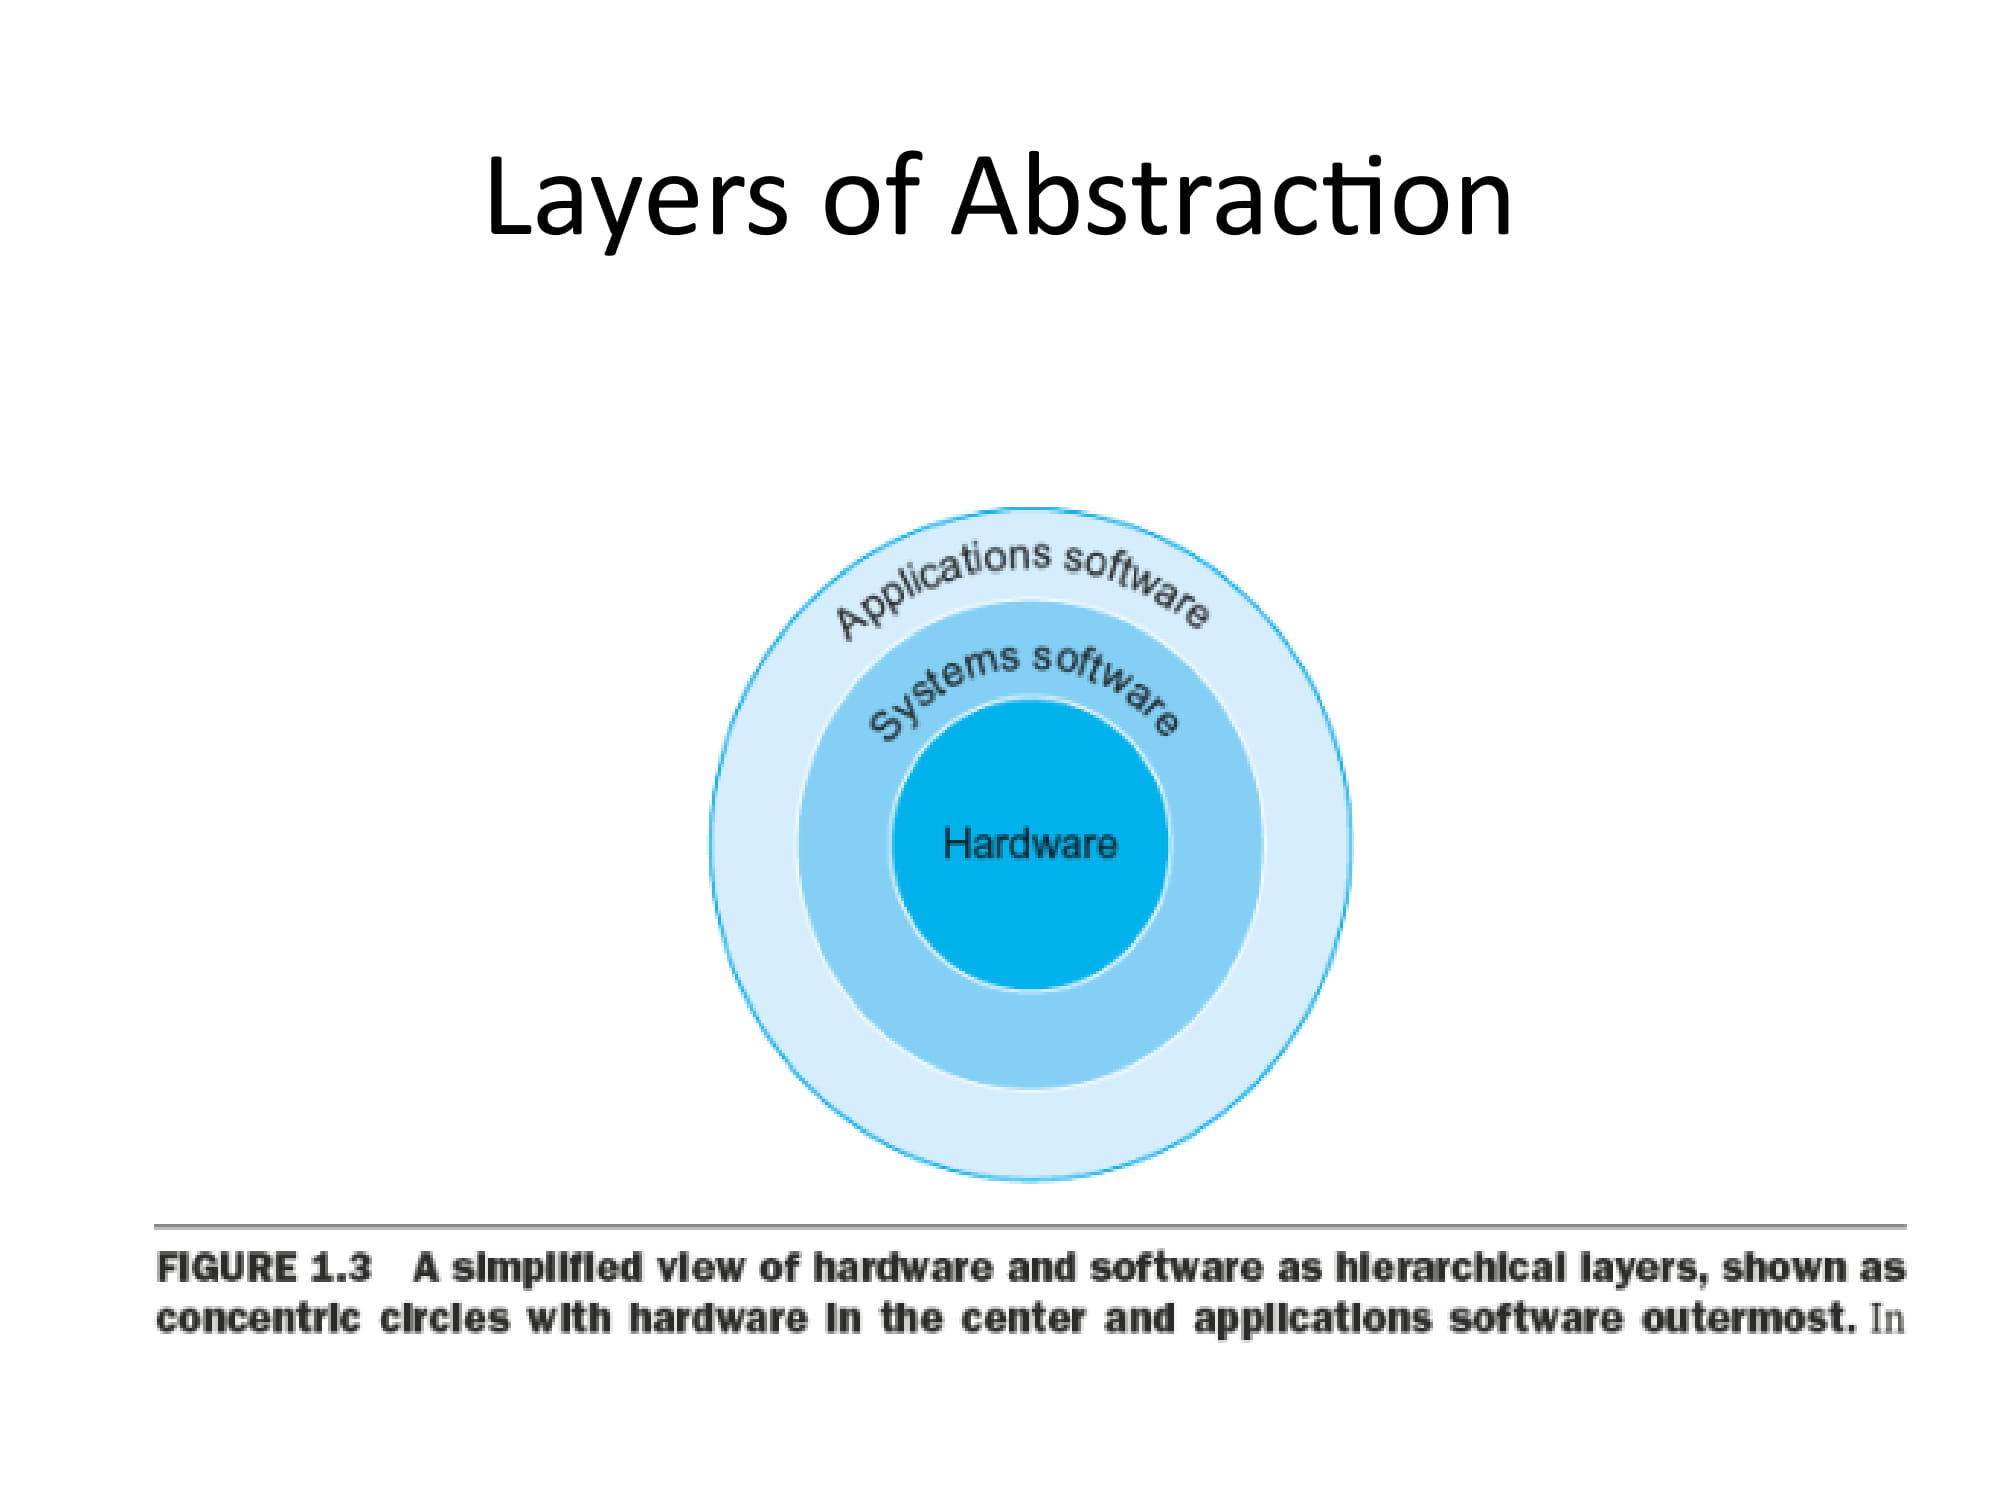 Layers of Abstraction
Applications software
Systems software
Hardware
FIGURE 1.3 A simplified view of hardware and software as hierarchical layers, shown as
concentric circles with hardware in the center and applications software outermost. In